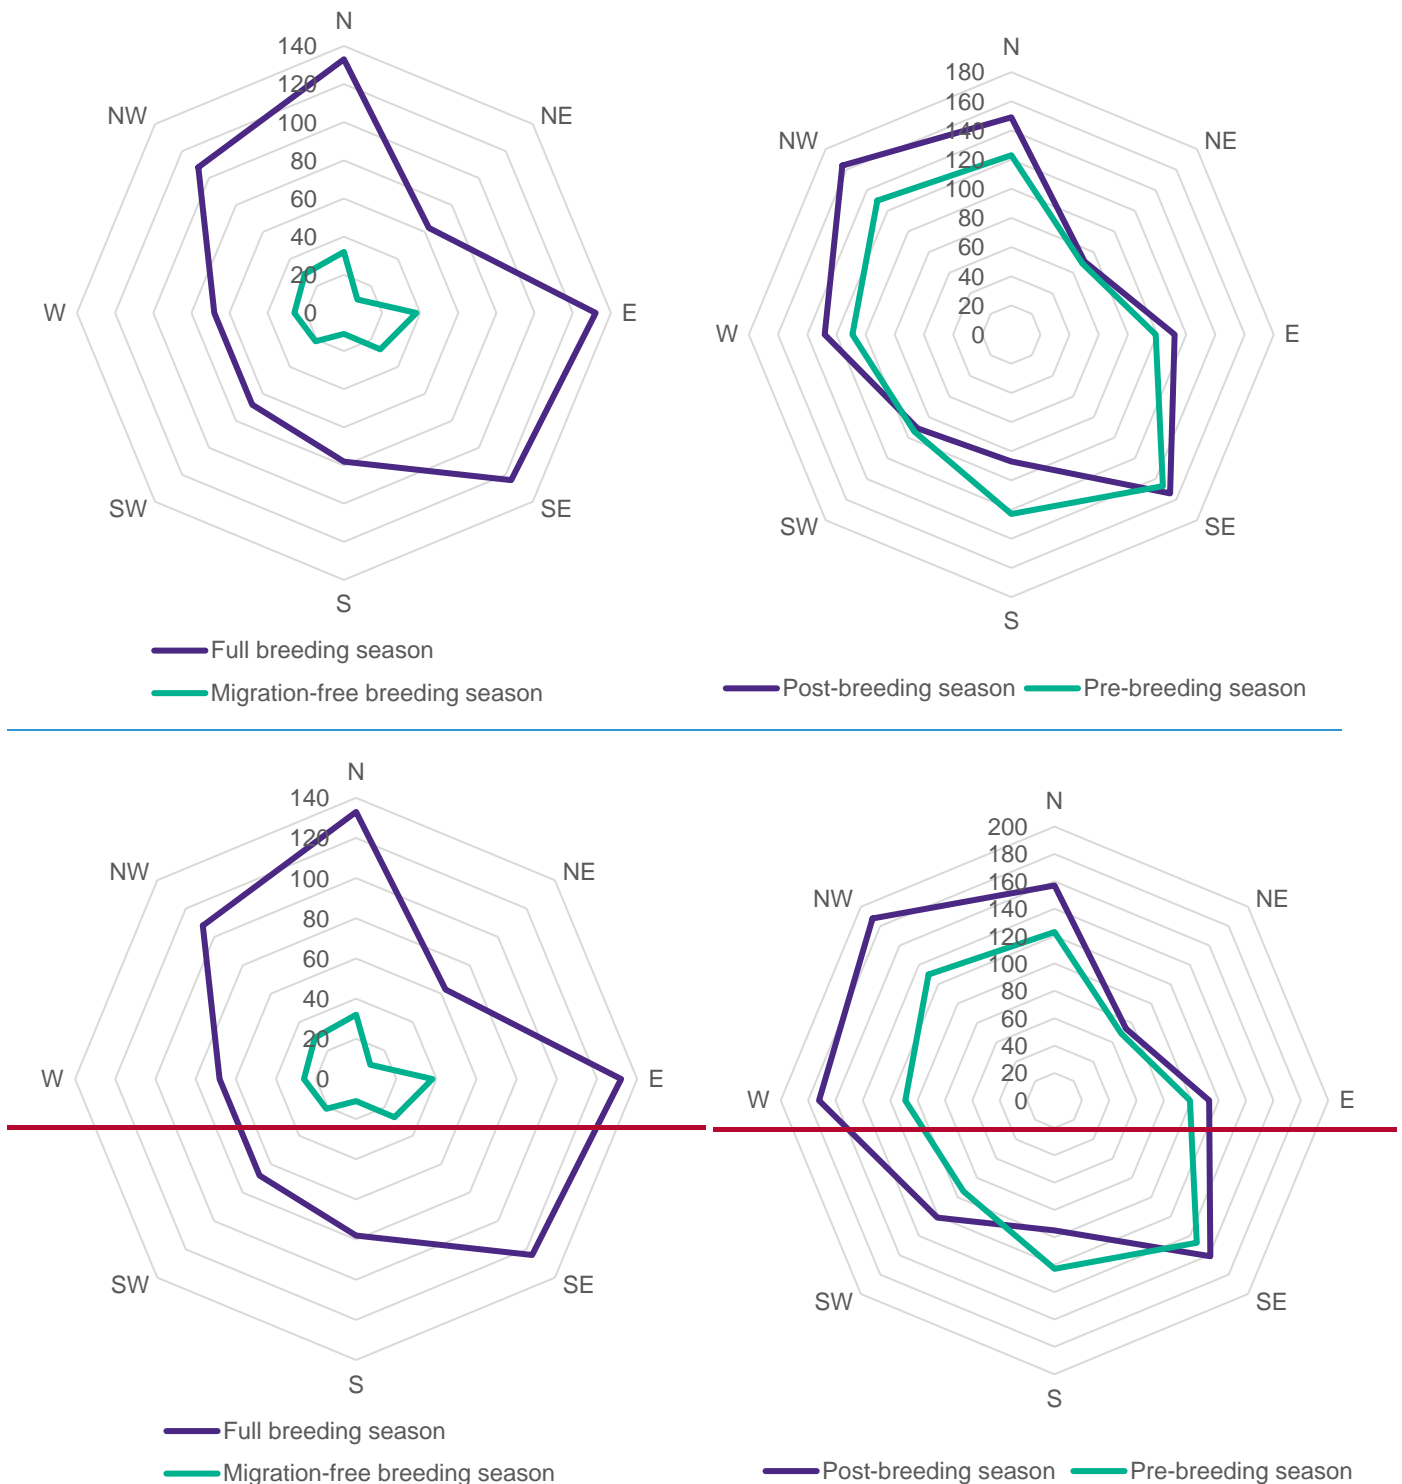 N
140
120
100
80
60
40
20
0
NW
NE
W
E
SW
SE
S
Full breeding season
Migration-free breeding season
N
180
160
140
120
100
80
60
40
20
0
NW
NE
W
E
SW
SE
S
Post-breeding season Pre-breeding season
N
140
120
100
80
60
40
20
0
NW
NE
W
E
SW
SE
S
Full breeding season
Migration-free breeding season
N
200
180
160
140
120
100
80
60
40
20
0
NW
NE
W
E
SW
SE
S
Post-breeding season Pre-breeding season